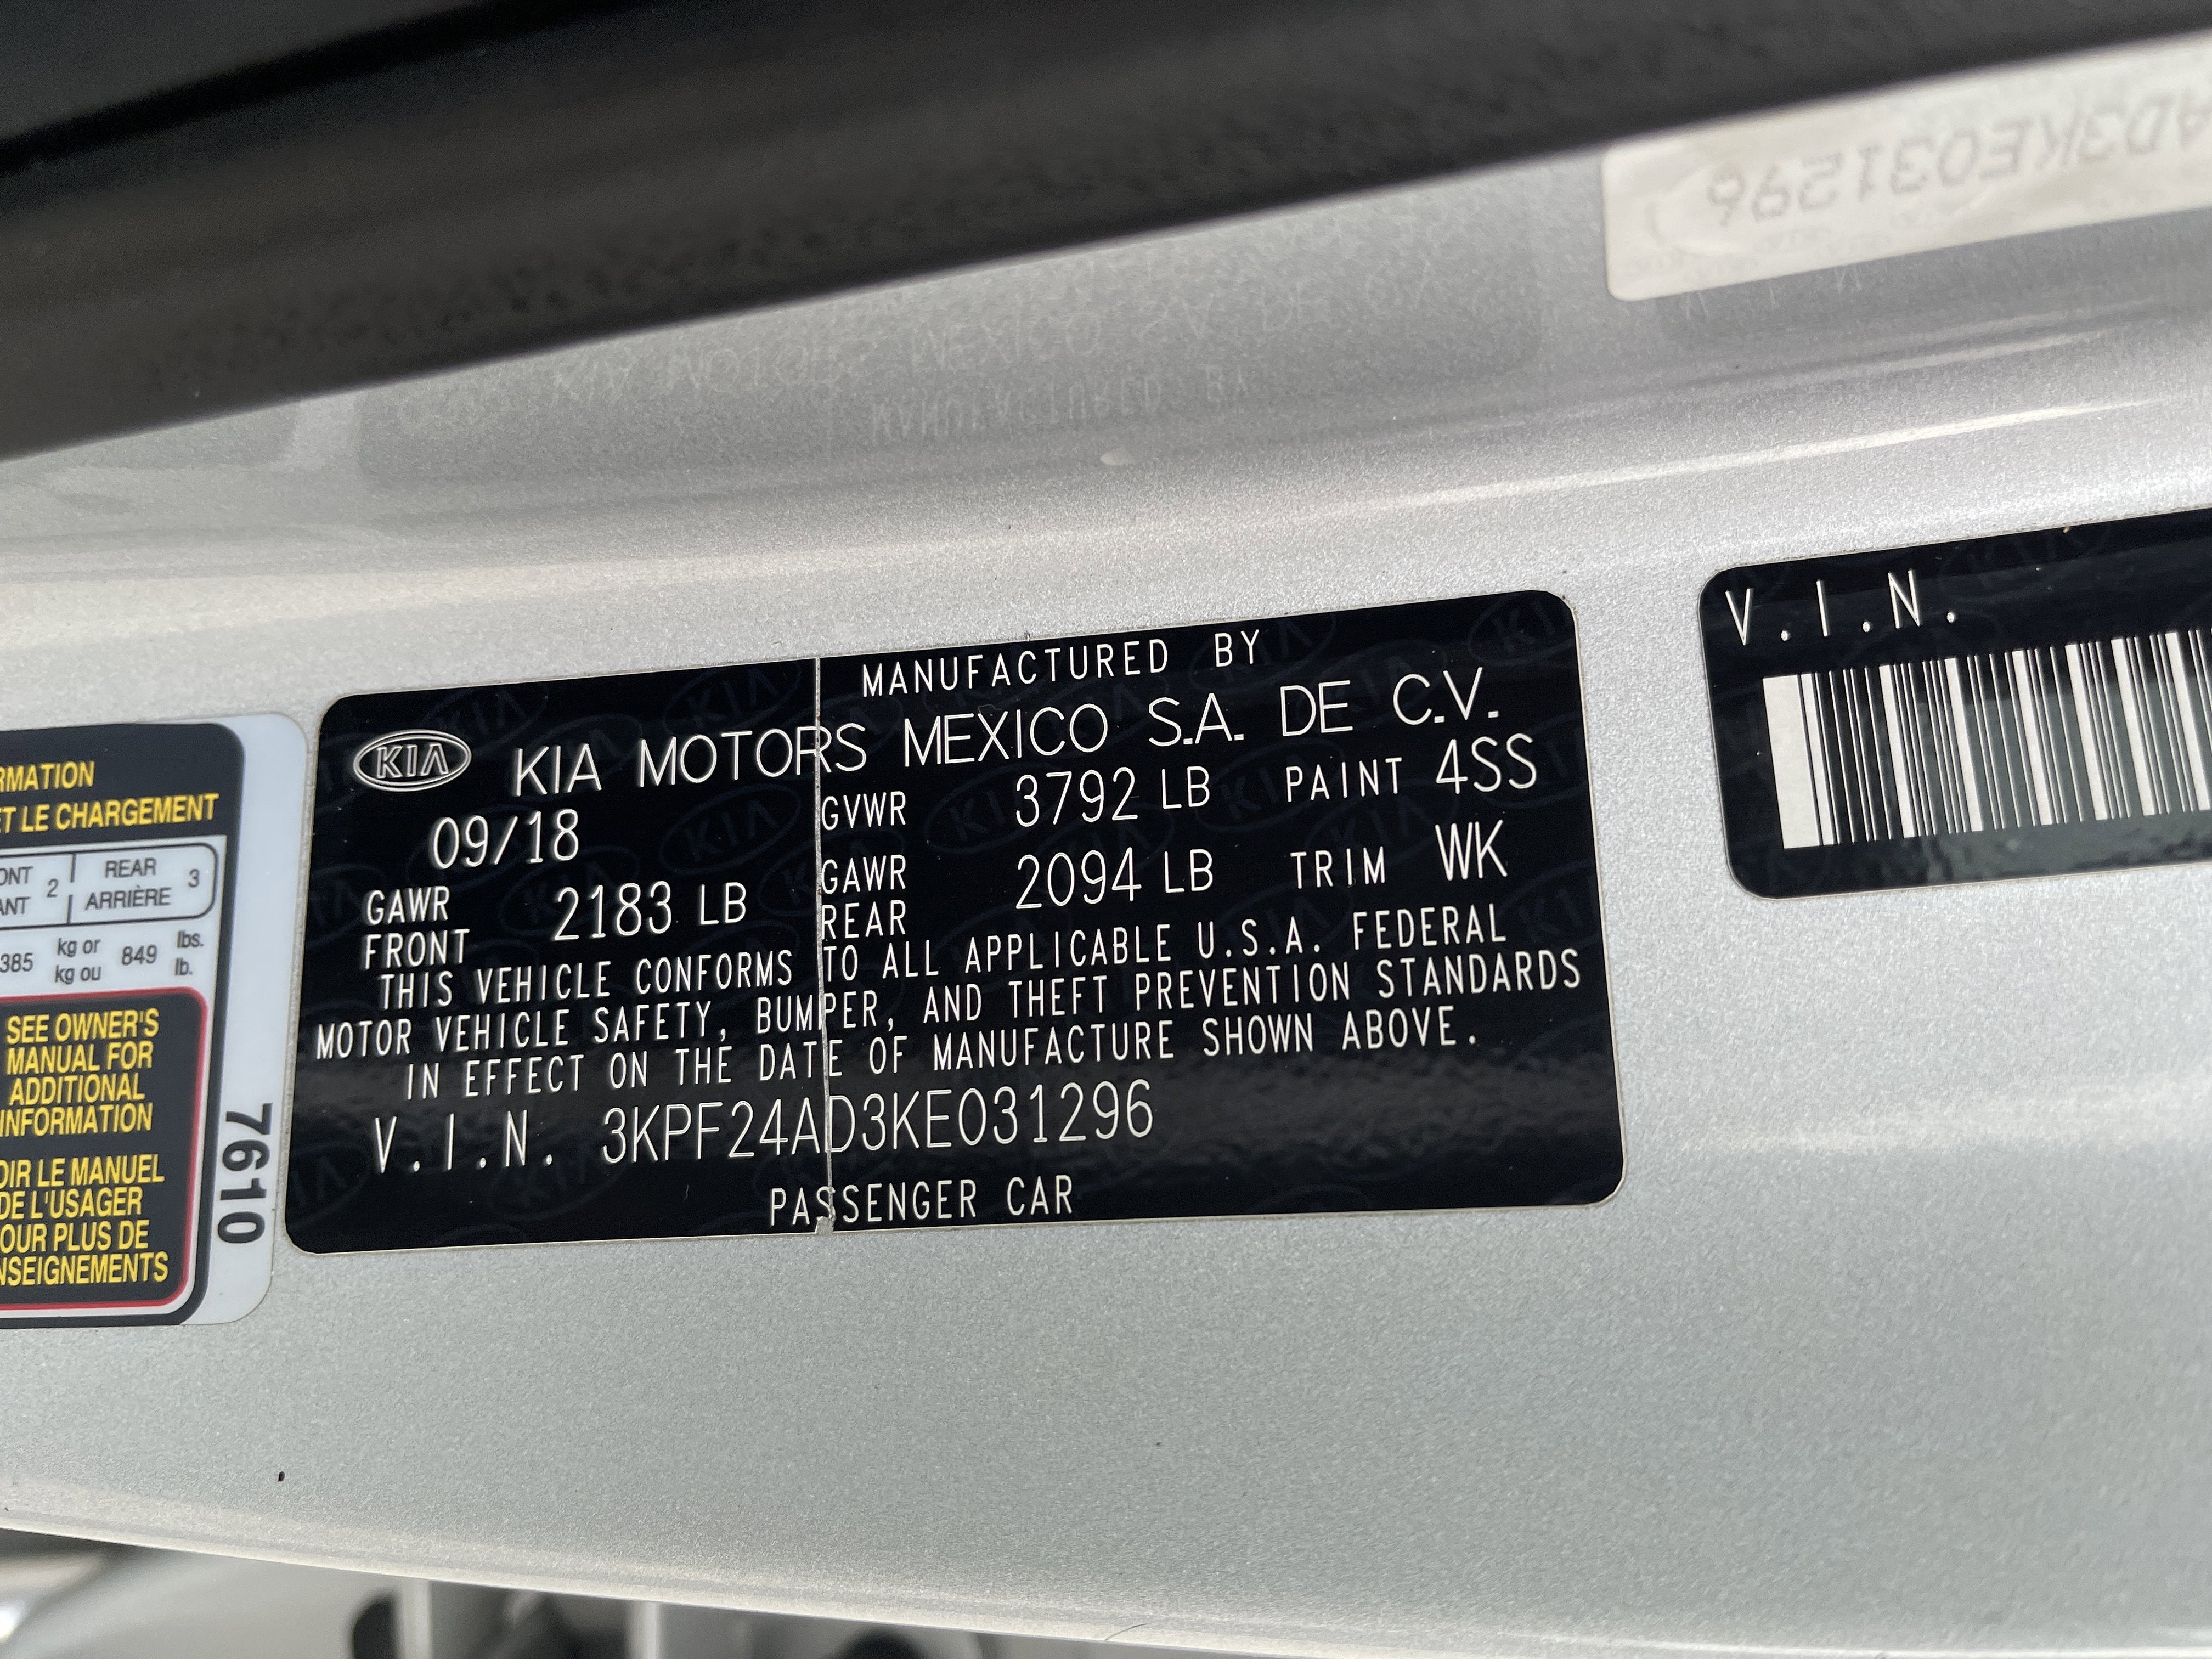 RMATION
ET LE CHARGEMENT
REAR
2 ARRIÈRE 3
385 kg or kg ou 849 lbs. lb.
SEE OWNER'S
MANUAL FOR
ADDITIONAL
INFORMATION
OIR LE MANUEL
DE L'USAGER
OUR PLUS DE
NSEIGNEMENTS
7610
MANUFACTURED BY
KIA KIA MOTORS MEXICO S.A. DE C.V.
09/18 GVWR 3792 LB PAINT 4SS
GAWR FRONT 2183 LB GAWR REAR 2094 LB TRIM WK
THIS VEHICLE CONFORMS TO ALL APPLICABLE U.S.A. FEDERAL
MOTOR VEHICLE SAFETY, BUMPER, AND THEFT PREVENTION STANDARDS
IN EFFECT ON THE DATE OF MANUFACTURE SHOWN ABOVE.
V.I.N. 3KPF24AD3KE031296
PASSENGER CAR
V.I.N.